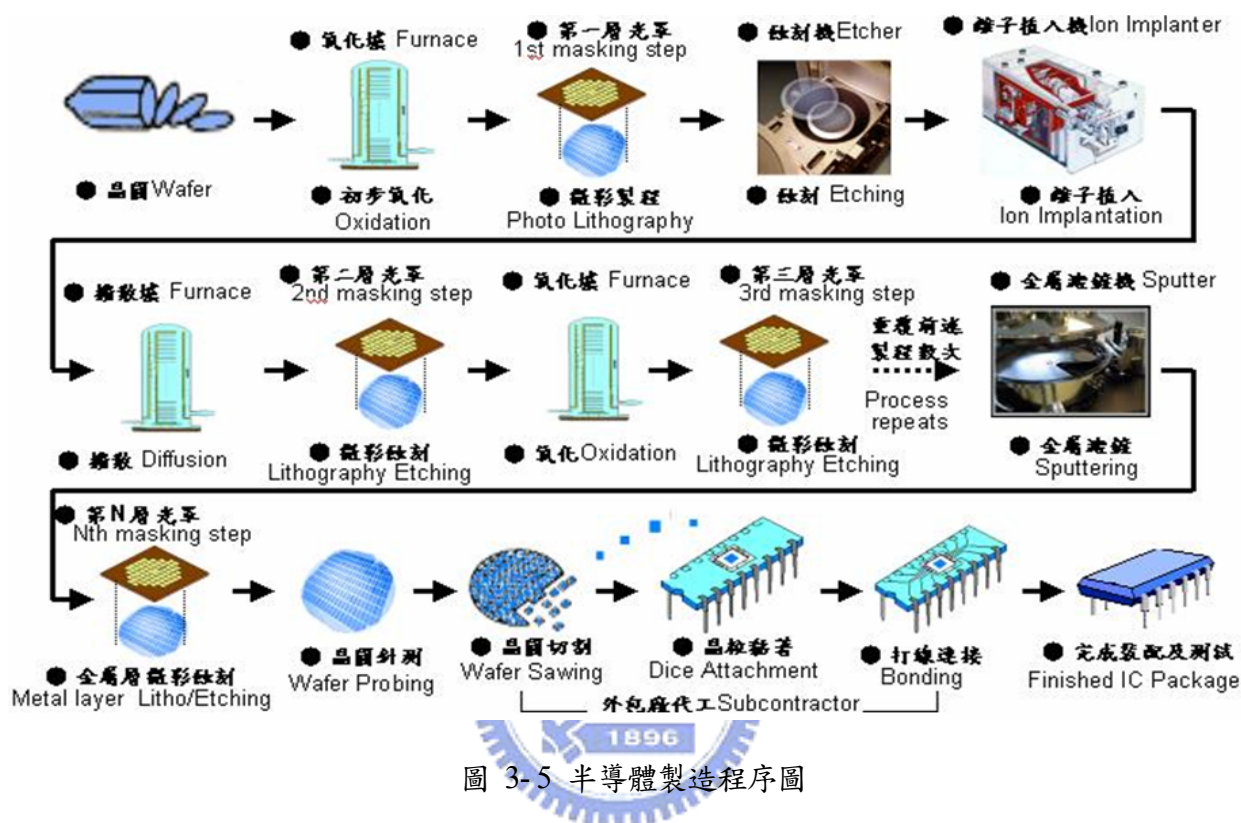 ● 氧化爐 Furnace
● 第一層光罩
1st masking step
● 蝕刻機Etcher
● 離子植入機Ion Implanter
● 晶圓Wafer
● 初步氧化
Oxidation
● 微影製程
Photo Lithography
● 蝕刻 Etching
● 離子植入
Ion Implantation
● 擴散爐 Furnace
● 第二層光罩
2nd masking step
● 氧化爐 Furnace
● 第三層光罩
3rd masking step
重覆前述
製程數次
Process
repeats
● 金屬濺鍍機 Sputter
● 擴散 Diffusion
● 微影蝕刻
Lithography Etching
● 氧化Oxidation
● 微影蝕刻
Lithography Etching
● 金屬濺鍍
Sputtering
● 第N層光罩
Nth masking step
● 金屬層微影蝕刻
Metal layer Litho/Etching
● 晶圓針測
Wafer Probing
● 晶圓切割
Wafer Sawing
● 晶粒黏著
Dice Attachment
● 打線連接
Bonding
● 完成裝配及測試
Finished IC Package
外包廠代工Subcontractor
1896
圖 3-5 半導體製造程序圖